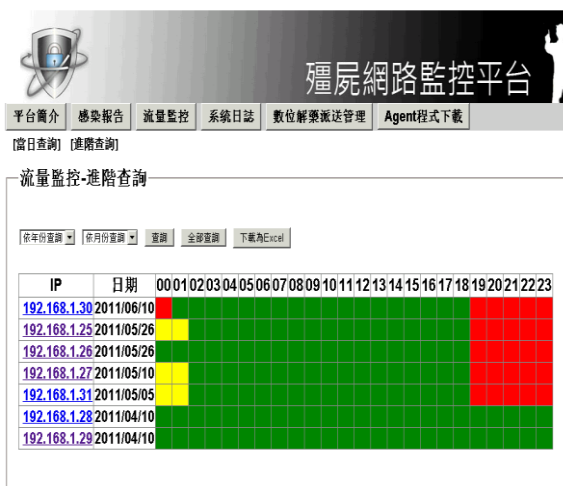 殭屍網路監控平台
平台簡介 感染報告 流量監控 系統日誌 數位解藥派送管理 Agent程式下載
[當日查詢] [進階查詢]
流量監控-進階查詢
依年份查詢 依月份查詢 查詢 全部查詢 下載為Excel
IP 日期 00 01 02 03 04 05 06 07 08 09 10 11 12 13 14 15 16 17 18 19 20 21 22 23
192.168.1.30 2011/06/10
192.168.1.25 2011/05/26
192.168.1.26 2011/05/26
192.168.1.27 2011/05/10
192.168.1.31 2011/05/05
192.168.1.28 2011/04/10
192.168.1.29 2011/04/10